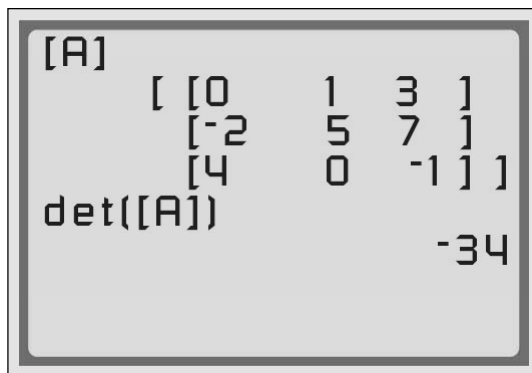 [A]
[ [0 1 3 ]
[⁻2 5 7 ]
[4 0 ⁻1 ] ]
det([A])
⁻34